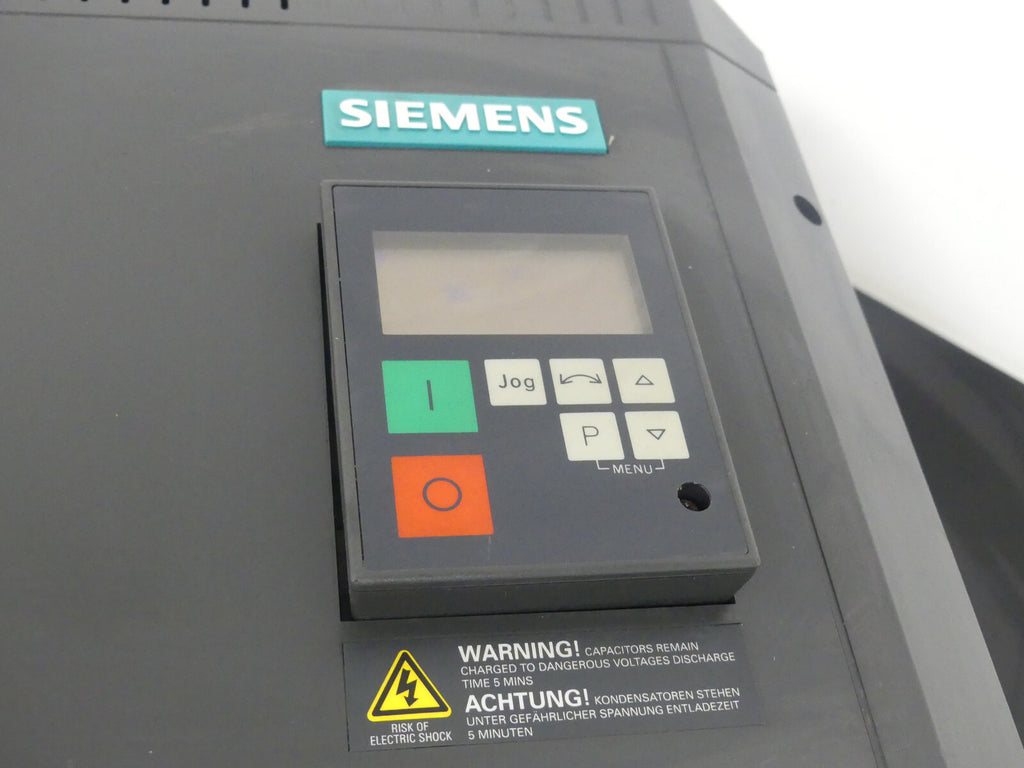 SIEMENS
I
Jog
P
MENU
O
WARNING! CAPACITORS REMAIN
CHARGED TO DANGEROUS VOLTAGES DISCHARGE
TIME 5 MINS
ACHTUNG! KONDENSATOREN STEHEN
UNTER GEFÄHRLICHER SPANNUNG ENTLADEZEIT
5 MINUTEN
RISK OF
ELECTRIC SHOCK